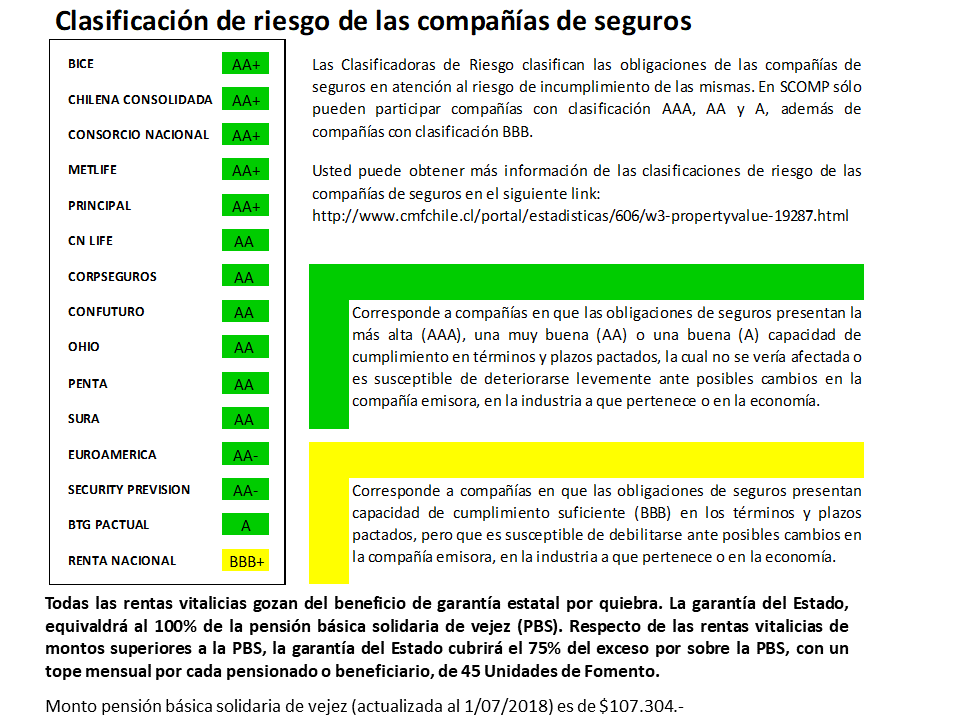 Clasificación de riesgo de las compañías de seguros
BICE AA+
CHILENA CONSOLIDADA AA+
CONSORCIO NACIONAL AA+
METLIFE AA+
PRINCIPAL AA+
CN LIFE AA
CORPSEGUROS AA
CONFUTURO AA
OHIO AA
PENTA AA
SURA AA
EUROAMERICA AA-
SECURITY PREVISION AA-
BTG PACTUAL A
RENTA NACIONAL BBB+
Las Clasificadoras de Riesgo clasifican las obligaciones de las compañías de
seguros en atención al riesgo de incumplimiento de las mismas. En SCOMP sólo
pueden participar compañías con clasificación AAA, AA y A, además de
compañías con clasificación BBB.
Usted puede obtener más información de las clasificaciones de riesgo de las
compañías de seguros en el siguiente link:
http://www.cmfchile.cl/portal/estadisticas/606/w3-propertyvalue-19287.html
Corresponde a compañías en que las obligaciones de seguros presentan la
más alta (AAA), una muy buena (AA) o una buena (A) capacidad de
cumplimiento en términos y plazos pactados, la cual no se vería afectada o
es susceptible de deteriorarse levemente ante posibles cambios en la
compañía emisora, en la industria a que pertenece o en la economía.
Corresponde a compañías en que las obligaciones de seguros presentan
capacidad de cumplimiento suficiente (BBB) en los términos y plazos
pactados, pero que es susceptible de debilitarse ante posibles cambios en
la compañía emisora, en la industria a que pertenece o en la economía.
Todas las rentas vitalicias gozan del beneficio de garantía estatal por quiebra. La garantía del Estado,
equivaldrá al 100% de la pensión básica solidaria de vejez (PBS). Respecto de las rentas vitalicias de
montos superiores a la PBS, la garantía del Estado cubrirá el 75% del exceso por sobre la PBS, con un
tope mensual por cada pensionado o beneficiario, de 45 Unidades de Fomento.
Monto pensión básica solidaria de vejez (actualizada al 1/07/2018) es de $107.304.-